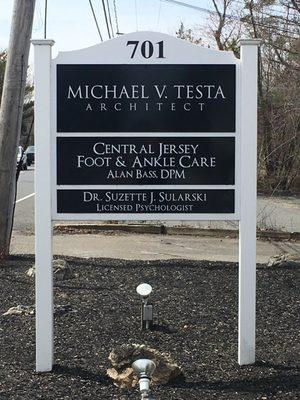 701
MICHAEL V. TESTA
ARCHITECT
CENTRAL JERSEY
FOOT & ANKLE CARE
ALAN BASS, DPM
DR. SUZETTE J. SULARSKI
LICENSED PSYCHOLOGIST